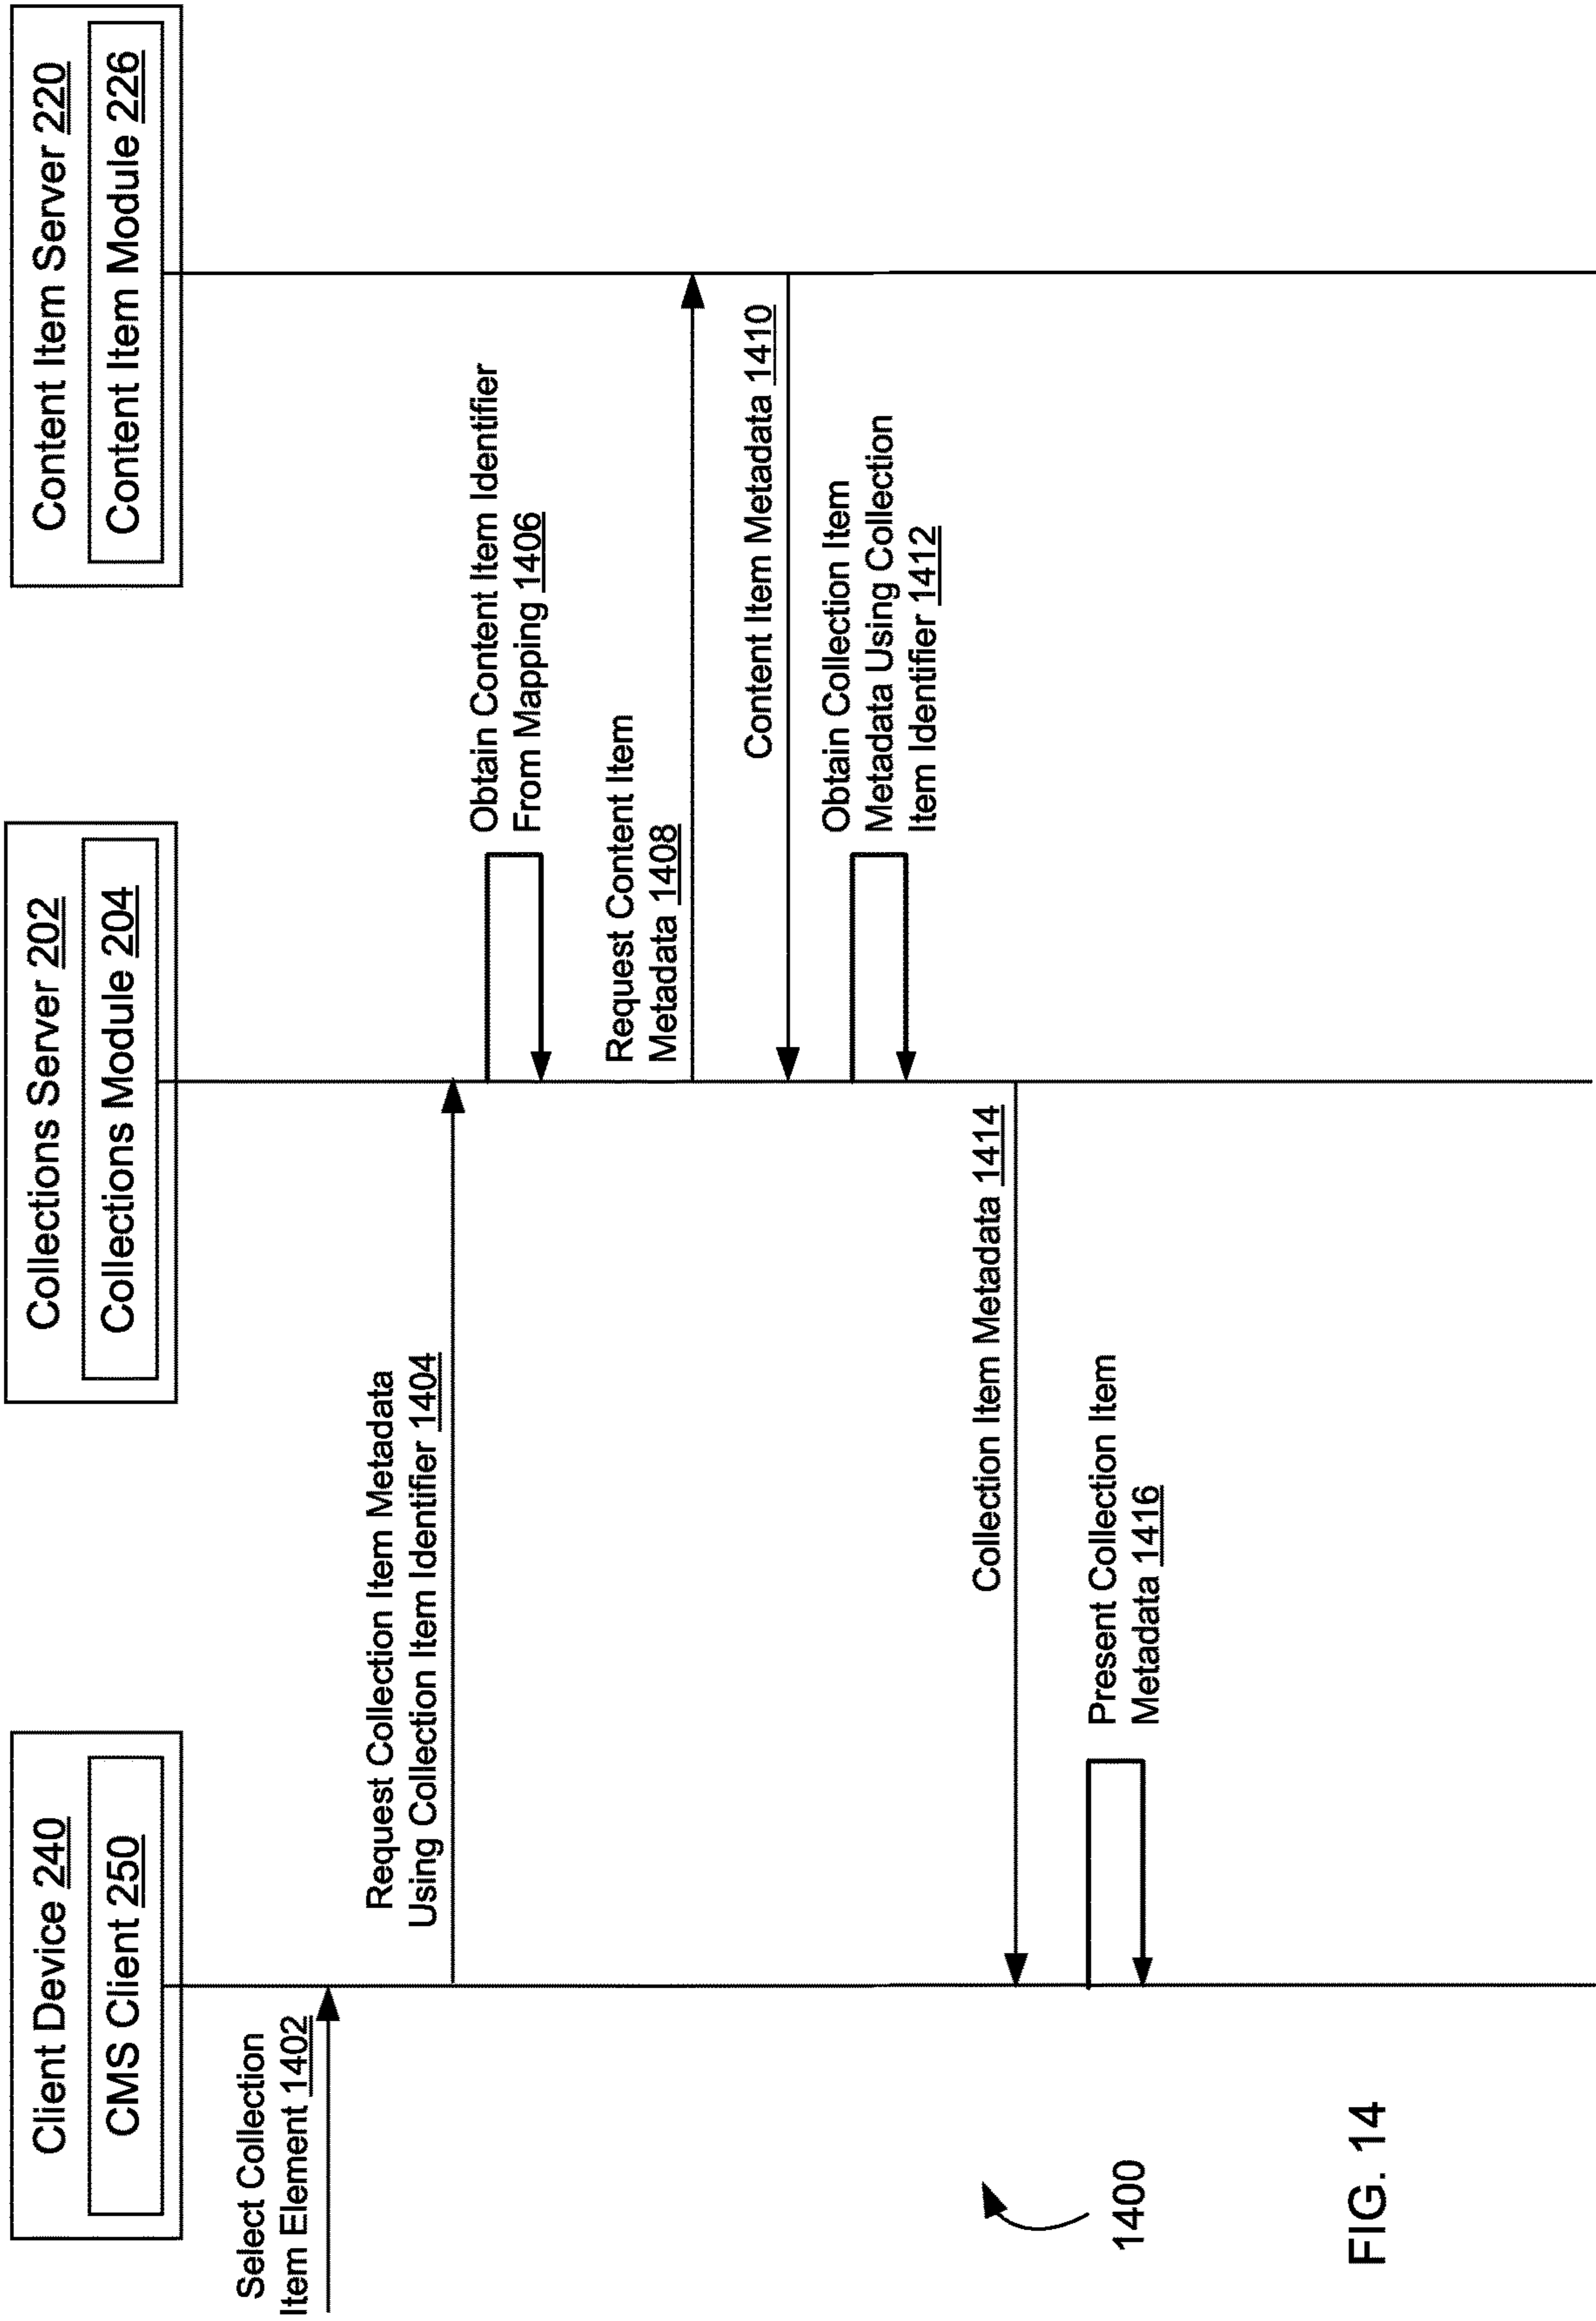 Client Device 240
CMS Client 250
Collections Server 202
Collections Module 204
Content Item Server 220
Content Item Module 226
Select Collection
Item Element 1402
Request Collection Item Metadata
Using Collection Item Identifier 1404
Obtain Content Item Identifier
From Mapping 1406
Request Content Item
Metadata 1408
Content Item Metadata 1410
Obtain Collection Item
Metadata Using Collection
Item Identifier 1412
Collection Item Metadata 1414
Present Collection Item
Metadata 1416
1400
FIG. 14